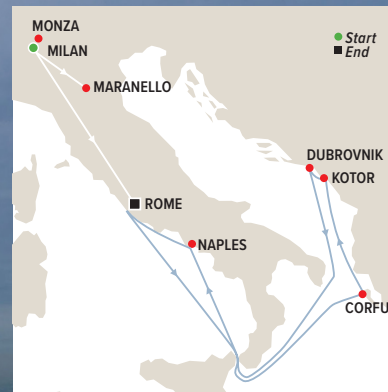 MONZA
MILAN
Start
End
MARANELLO
DUBROVNIK
KOTOR
ROME
NAPLES
CORFU